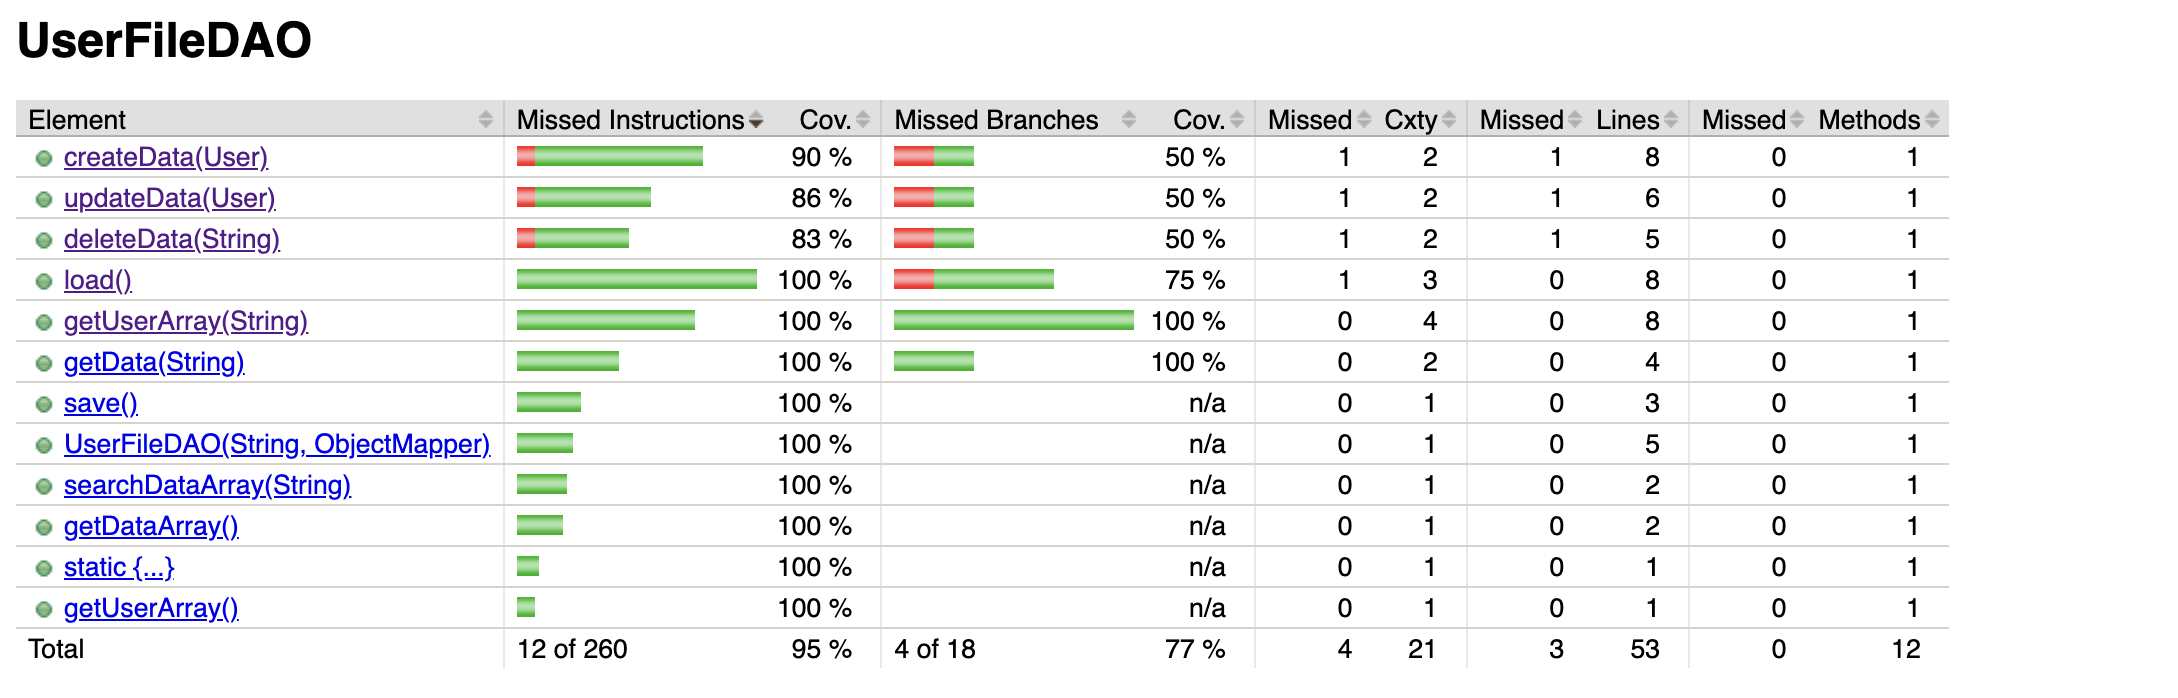 UserFileDAO
Element Missed Instructions Cov. Missed Branches Cov. Missed Cxty Missed Lines Missed Methods
createData(User) 90 % 50 % 1 2 1 8 0 1
updateData(User) 86 % 50 % 1 2 1 6 0 1
deleteData(String) 83 % 50 % 1 2 1 5 0 1
load() 100 % 75 % 1 3 0 8 0 1
getUserArray(String) 100 % 100 % 0 4 0 8 0 1
getData(String) 100 % 100 % 0 2 0 4 0 1
save() 100 % n/a 0 1 0 3 0 1
UserFileDAO(String, ObjectMapper) 100 % n/a 0 1 0 5 0 1
searchDataArray(String) 100 % n/a 0 1 0 2 0 1
getDataArray() 100 % n/a 0 1 0 2 0 1
static {...} 100 % n/a 0 1 0 1 0 1
getUserArray() 100 % n/a 0 1 0 1 0 1
Total 12 of 260 95 % 4 of 18 77 % 4 21 3 53 0 12